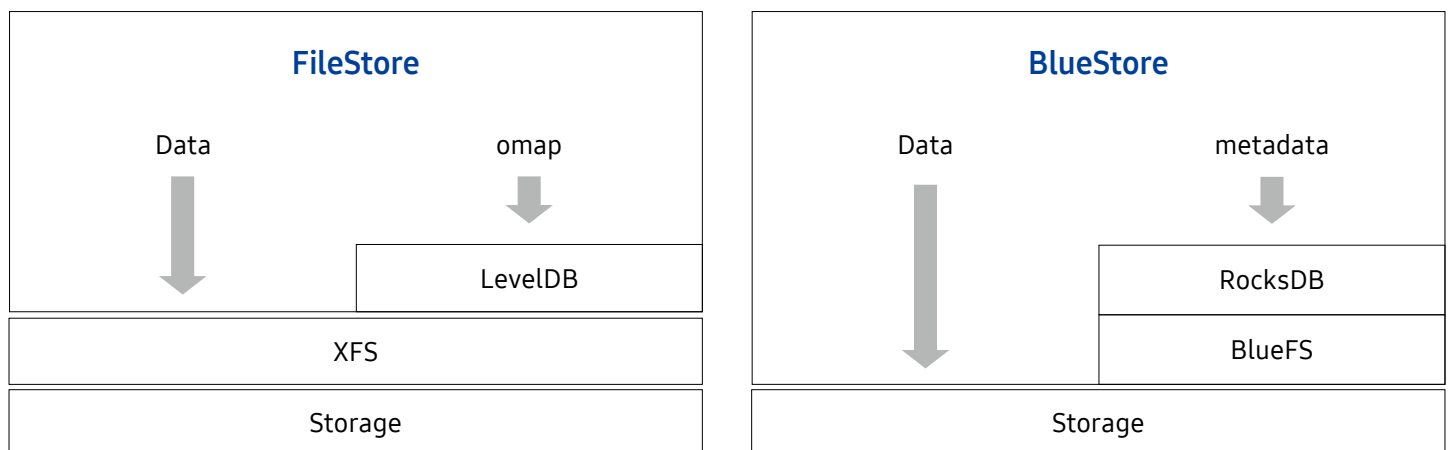 FileStore
Data
omap
LevelDB
XFS
Storage
BlueStore
Data
metadata
RocksDB
BlueFS
Storage